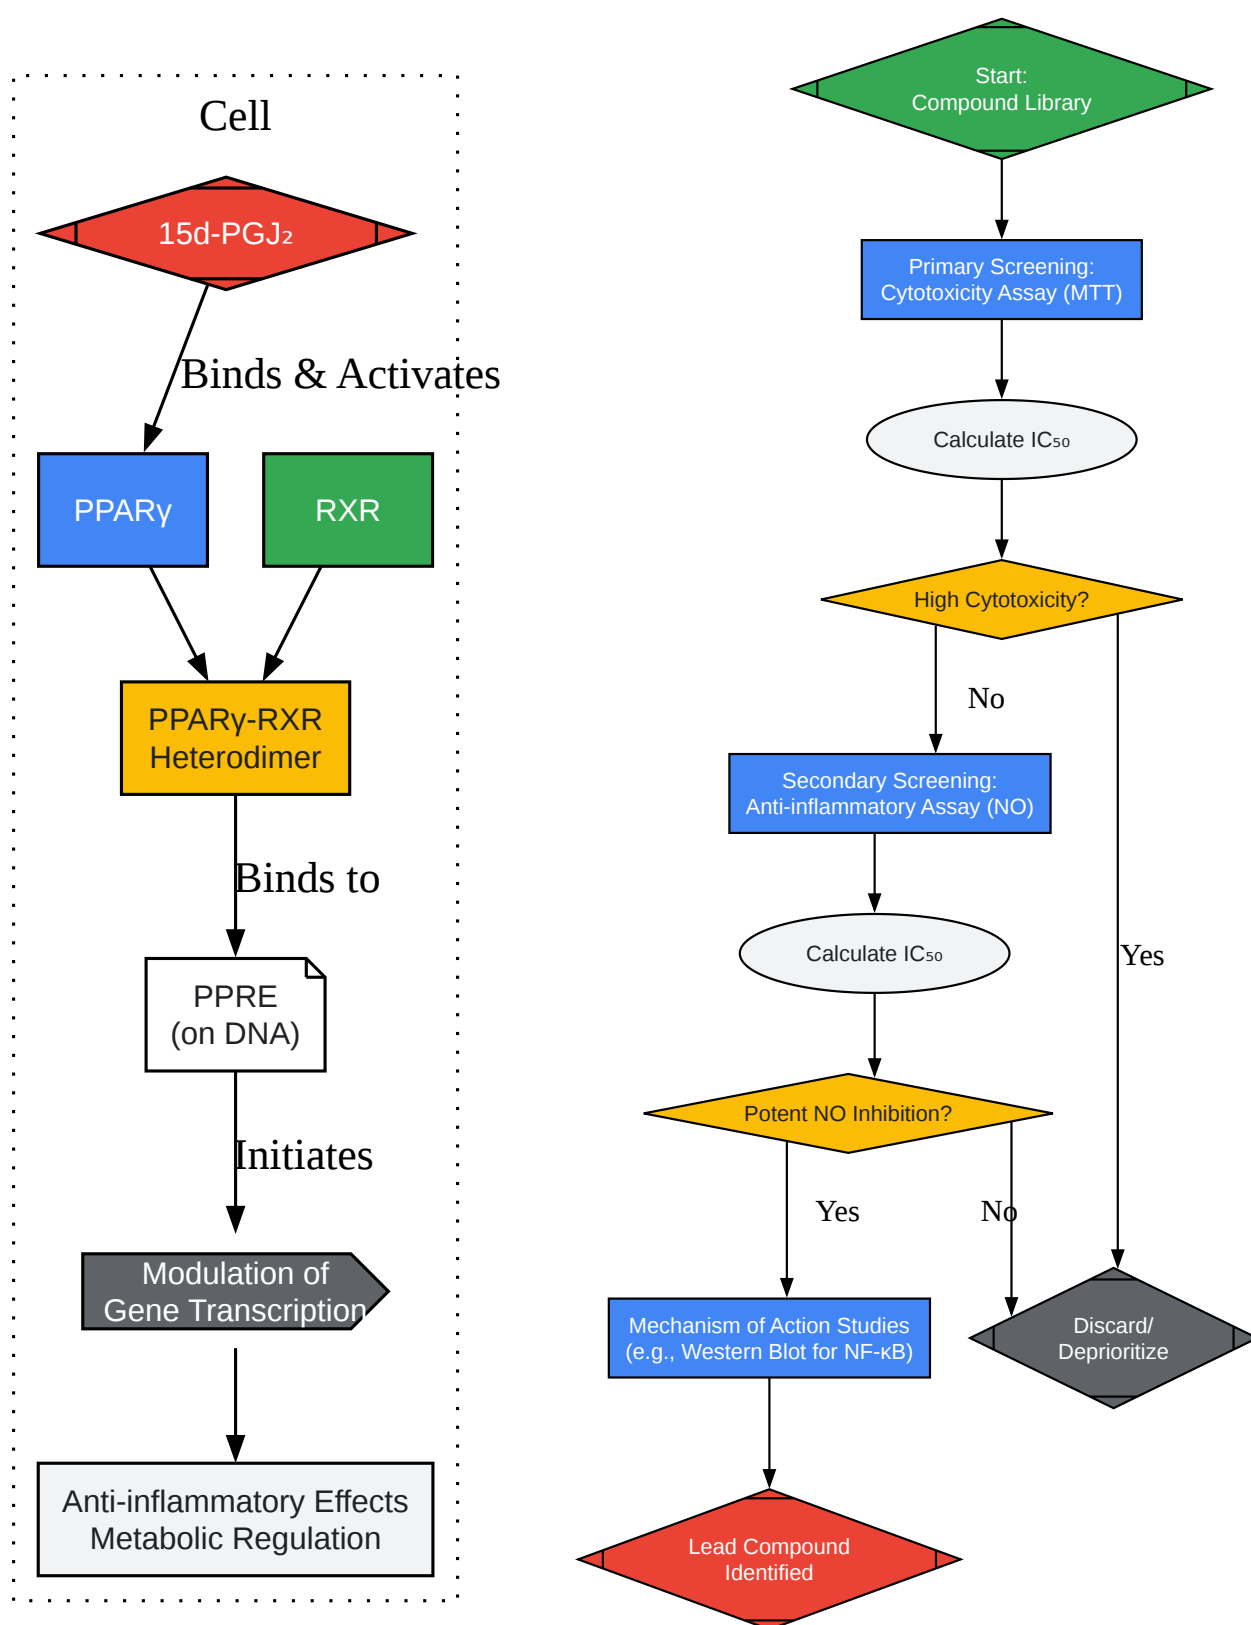 Cell
15d-PGJ₂
Binds & Activates
PPARγ
RXR
PPARγ-RXR
Heterodimer
Binds to
PPRE
(on DNA)
Initiates
Modulation of
Gene Transcription
Anti-inflammatory Effects
Metabolic Regulation
Start:
Compound Library
Primary Screening:
Cytotoxicity Assay (MTT)
Calculate IC₅₀
High Cytotoxicity?
No
Secondary Screening:
Anti-inflammatory Assay (NO)
Yes
Calculate IC₅₀
Potent NO Inhibition?
Yes
No
Mechanism of Action Studies
(e.g., Western Blot for NF-κB)
Discard/
Deprioritize
Lead Compound
Identified